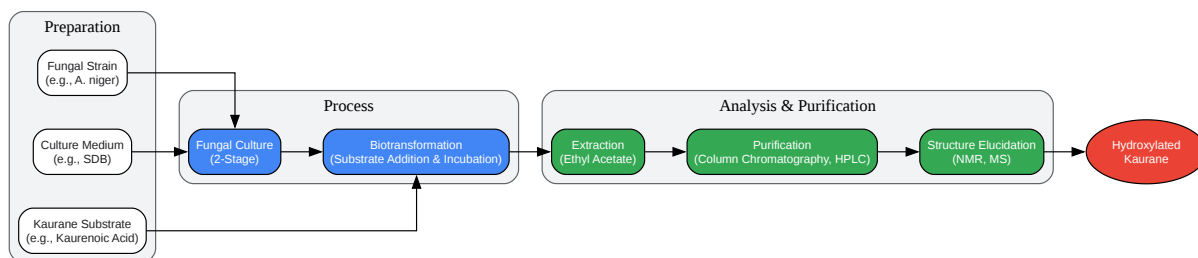 Preparation
Fungal Strain
(e.g., A. niger)
Culture Medium
(e.g., SDB)
Kaurane Substrate
(e.g., Kaurenoic Acid)
Process
Fungal Culture
(2-Stage)
Biotransformation
(Substrate Addition & Incubation)
Analysis & Purification
Extraction
(Ethyl Acetate)
Purification
(Column Chromatography, HPLC)
Structure Elucidation
(NMR, MS)
Hydroxylated
Kaurane